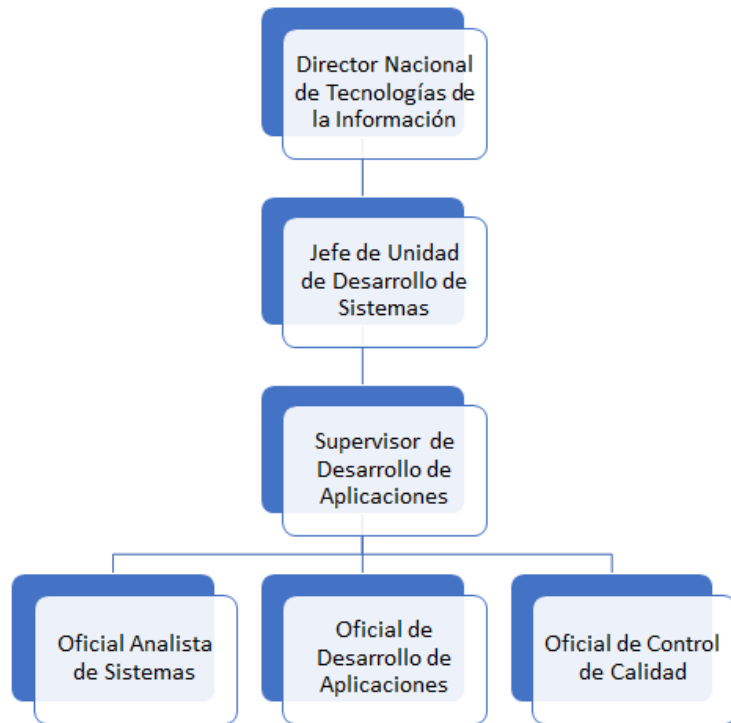 Director Nacional
de Tecnologías de
la Información
Jefe de Unidad
de Desarrollo de
Sistemas
Supervisor de
Desarrollo de
Aplicaciones
Oficial Analista
de Sistemas
Oficial de
Desarrollo de
Aplicaciones
Oficial de Control
de Calidad